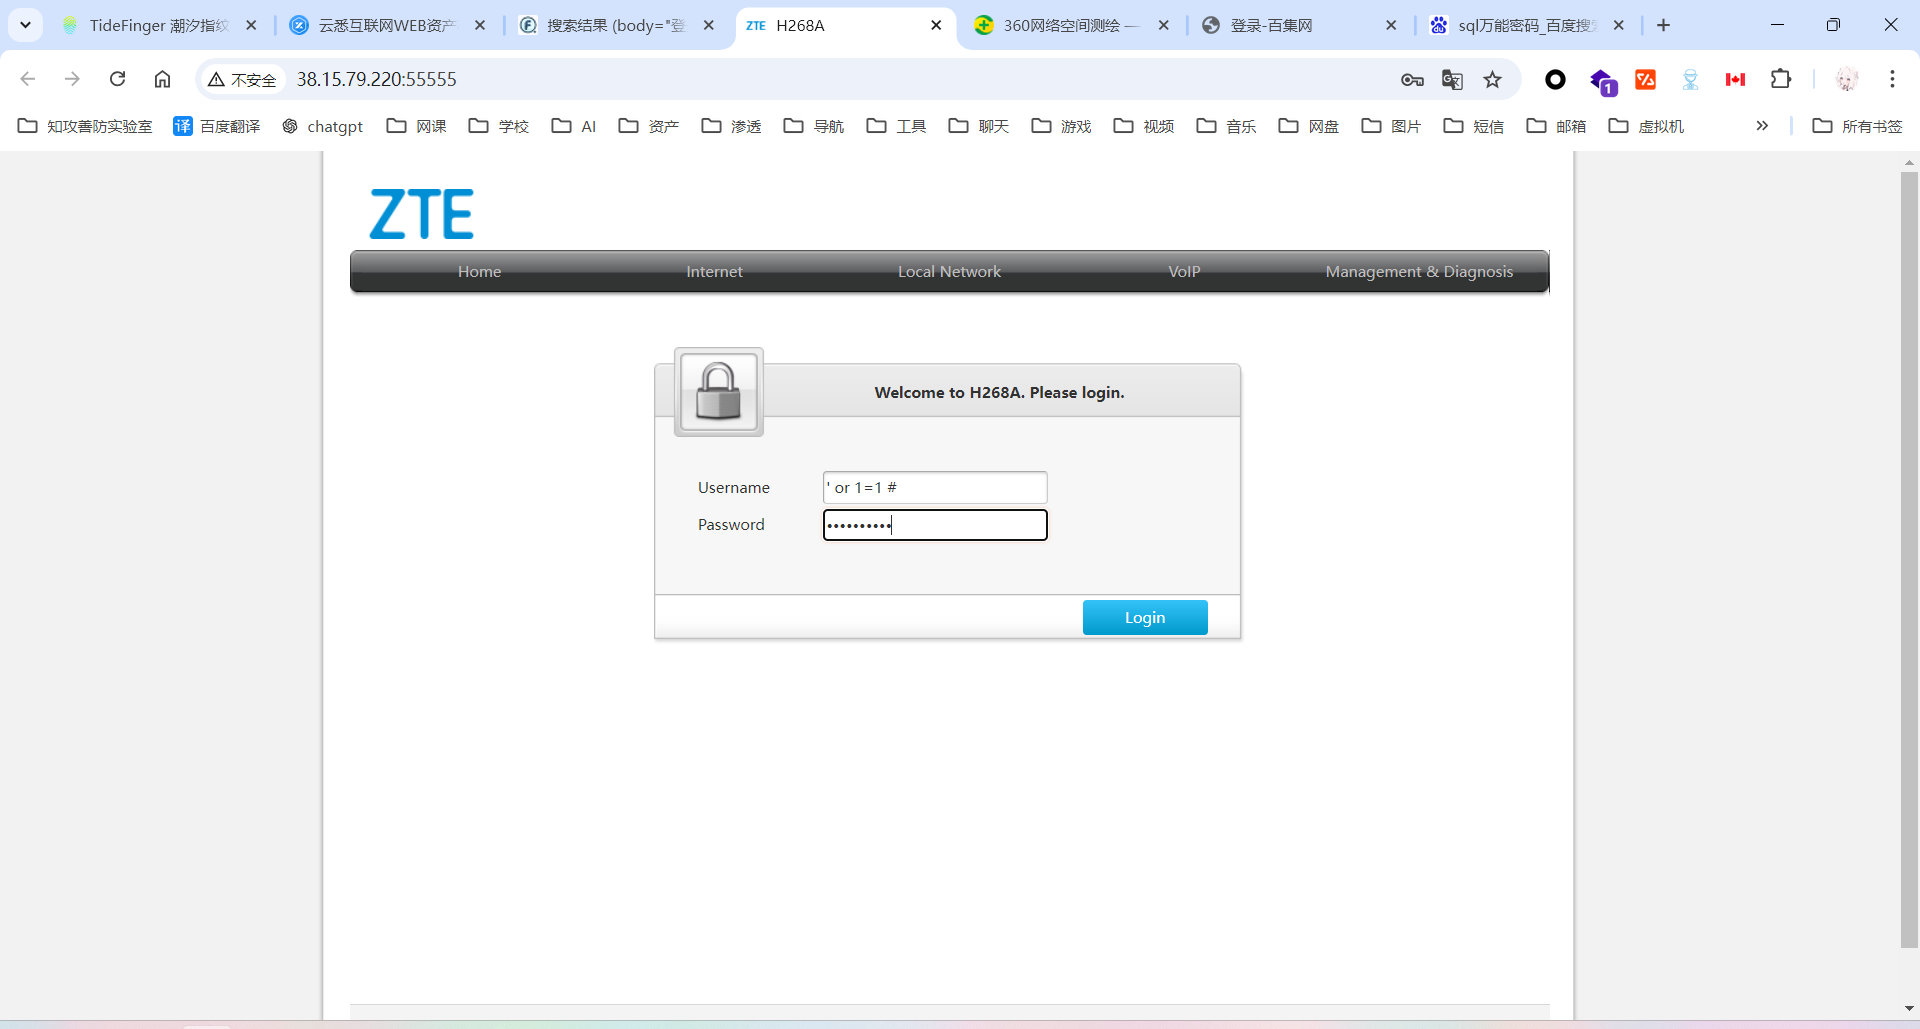 TideFinger 潮汐指纹
云悉互联网WEB资产
搜索结果 (body="登
ZTE H268A
360网络空间测绘 —
登录-百集网
sql万能密码_百度搜索
不安全 38.15.79.220:55555
1
知攻善防实验室 译 百度翻译 chatgpt 网课 学校 AI 资产 渗透 导航 工具 聊天 游戏 视频 音乐 网盘 图片 短信 邮箱 虚拟机 » 所有书签
ZTE
Home Internet Local Network VoIP Management & Diagnosis
Welcome to H268A. Please login.
Username ' or 1=1 #
Password ••••••••••
Login